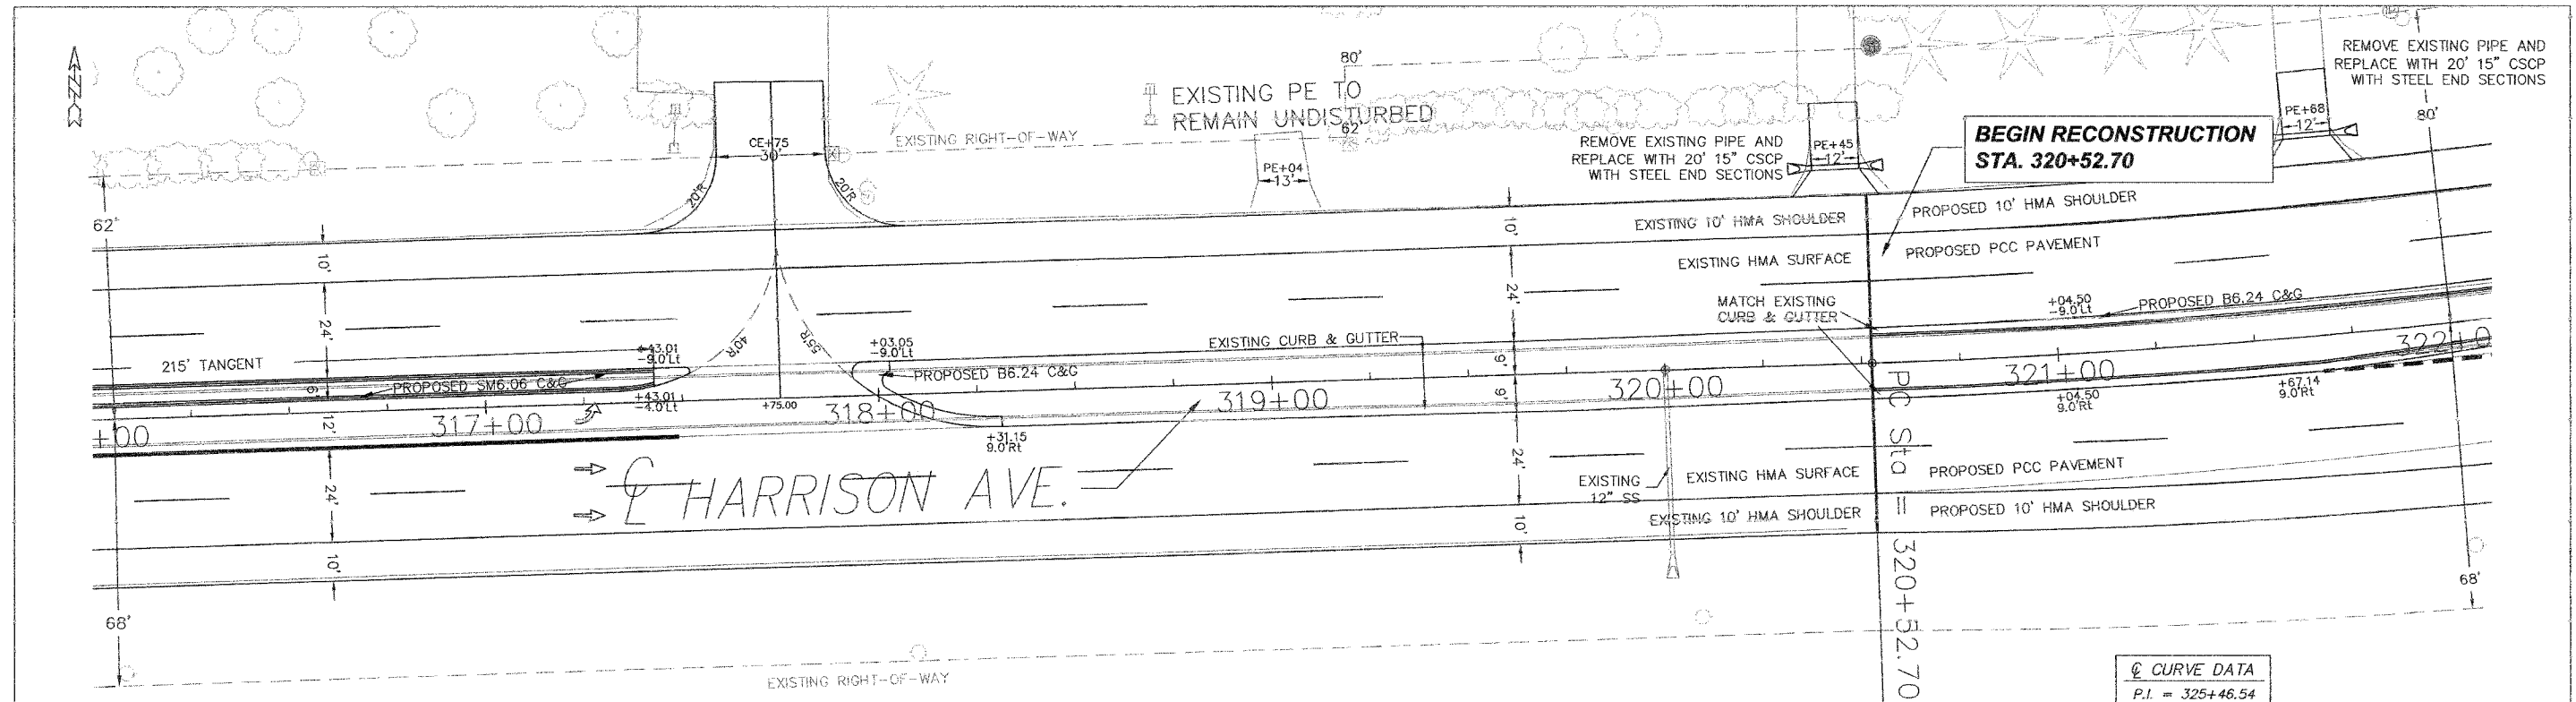 80'
REMOVE EXISTING PIPE AND
REPLACE WITH 20' 15" CSCP
WITH STEEL END SECTIONS
80'
EXISTING PE TO
REMAIN UNDISTURBED
62'
EXISTING RIGHT-OF-WAY
CE+75
30'
20'R
20'R
PE+04
13'
REMOVE EXISTING PIPE AND
REPLACE WITH 20' 15" CSCP
WITH STEEL END SECTIONS
PE+45
12'
BEGIN RECONSTRUCTION
STA. 320+52.70
PE+68
12'
62'
10'
10'
EXISTING 10' HMA SHOULDER
PROPOSED 10' HMA SHOULDER
EXISTING HMA SURFACE
PROPOSED PCC PAVEMENT
24'
24'
MATCH EXISTING
CURB & GUTTER
+04.50
-9.0'Lt
PROPOSED B6.24 C&G
215' TANGENT
+43.01
-9.0'Lt
40'R
55'R
+03.05
-9.0'Lt
EXISTING CURB & GUTTER
PROPOSED SM6.06 C&G
6'
PROPOSED B6.24 C&G
9'
9'
+43.01
-4.0'Lt
+75.00
+00
317+00
318+00
319+00
320+00
321+00
322+0
12'
+31.15
9.0'Rt
+04.50
9.0'Rt
+67.14
9.0'Rt
℄ HARRISON AVE.
24'
24'
EXISTING
12" SS
EXISTING HMA SURFACE
PROPOSED PCC PAVEMENT
EXISTING 10' HMA SHOULDER
PROPOSED 10' HMA SHOULDER
10'
10'
PC Sta = 320+52.70
68'
68'
EXISTING RIGHT-OF-WAY
℄ CURVE DATA
P.I. = 325+46.54